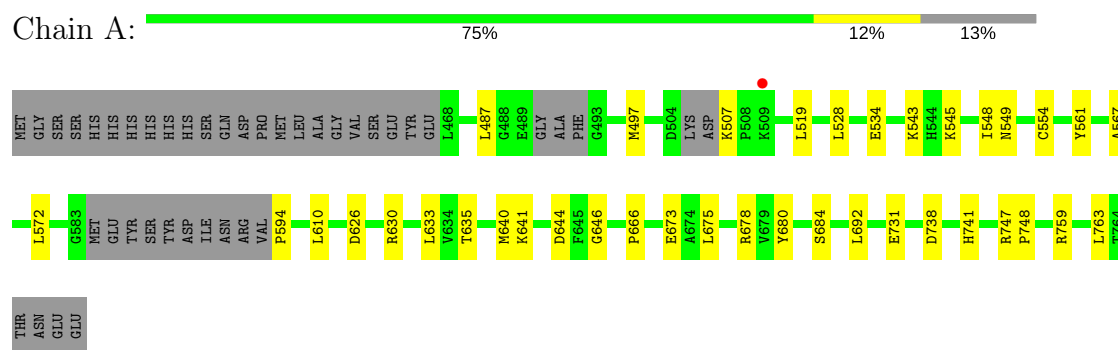 Chain A:
75% 12% 13%
MET GLY SER SER HIS HIS HIS HIS HIS HIS SER GLN ASP PRO MET LEU ALA GLY VAL SER GLU TYR GLU L468 L487 G488 E489 GLY ALA PHE G493 M497 D504 LYS ASP K507 P508 K509 L519 L528 E534 K543 H544 K545 I548 N549 C554 Y561 A567
L572 G583 MET GLU TYR SER TYR ASP ILE ASN ARG VAL P594 L610 D626 R630 L633 V634 T635 M640 K641 D644 F645 G646 P666 E673 A674 L675 R678 V679 Y680 S684 L692 E731 D738 H741 R747 P748 R759 L763 T764
THR ASN GLU GLU